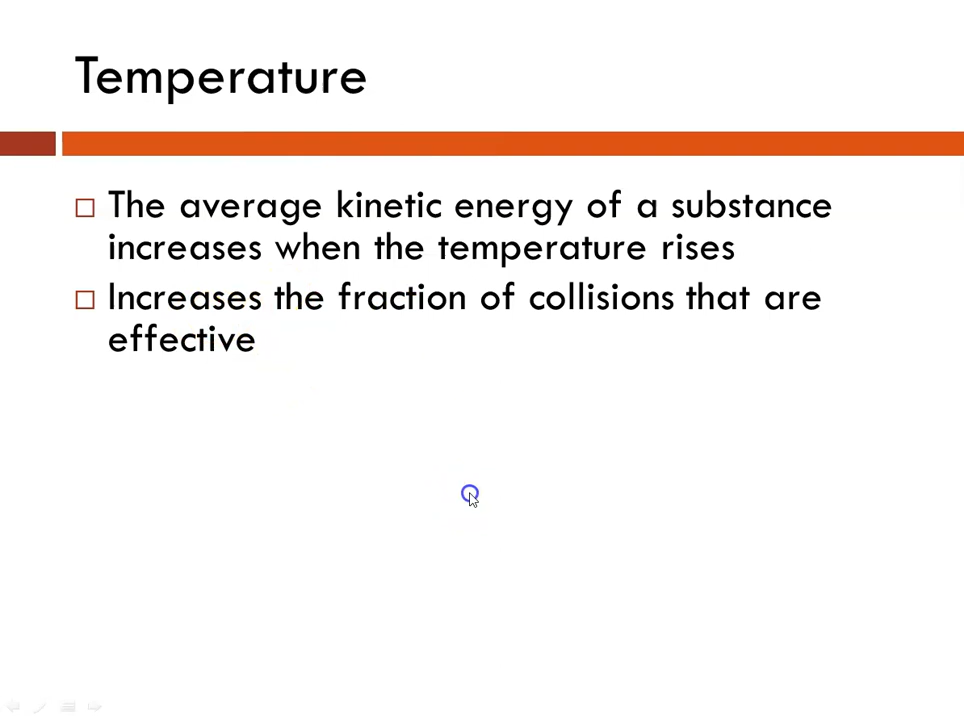 Temperature
The average kinetic energy of a substance
increases when the temperature rises
Increases the fraction of collisions that are
effective